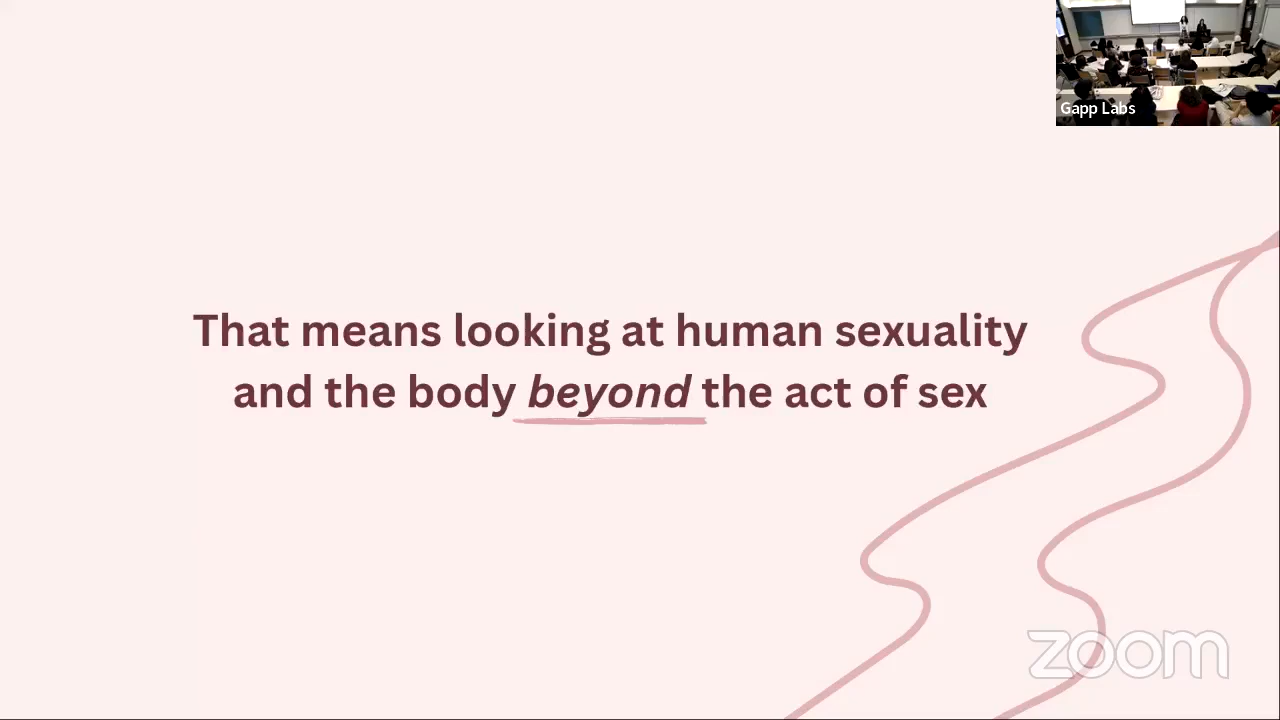 Gapp Labs
That means looking at human sexuality
and the body beyond the act of sex
zoom